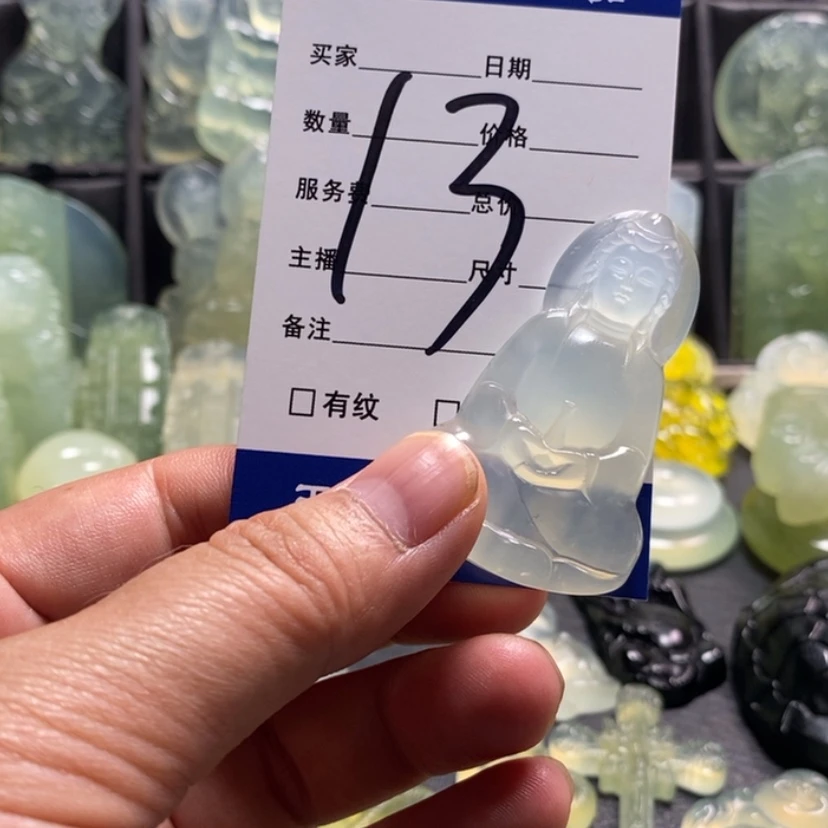 买家 日期
数量 价格
服务费 总价
主播 尺寸
备注
13
有纹